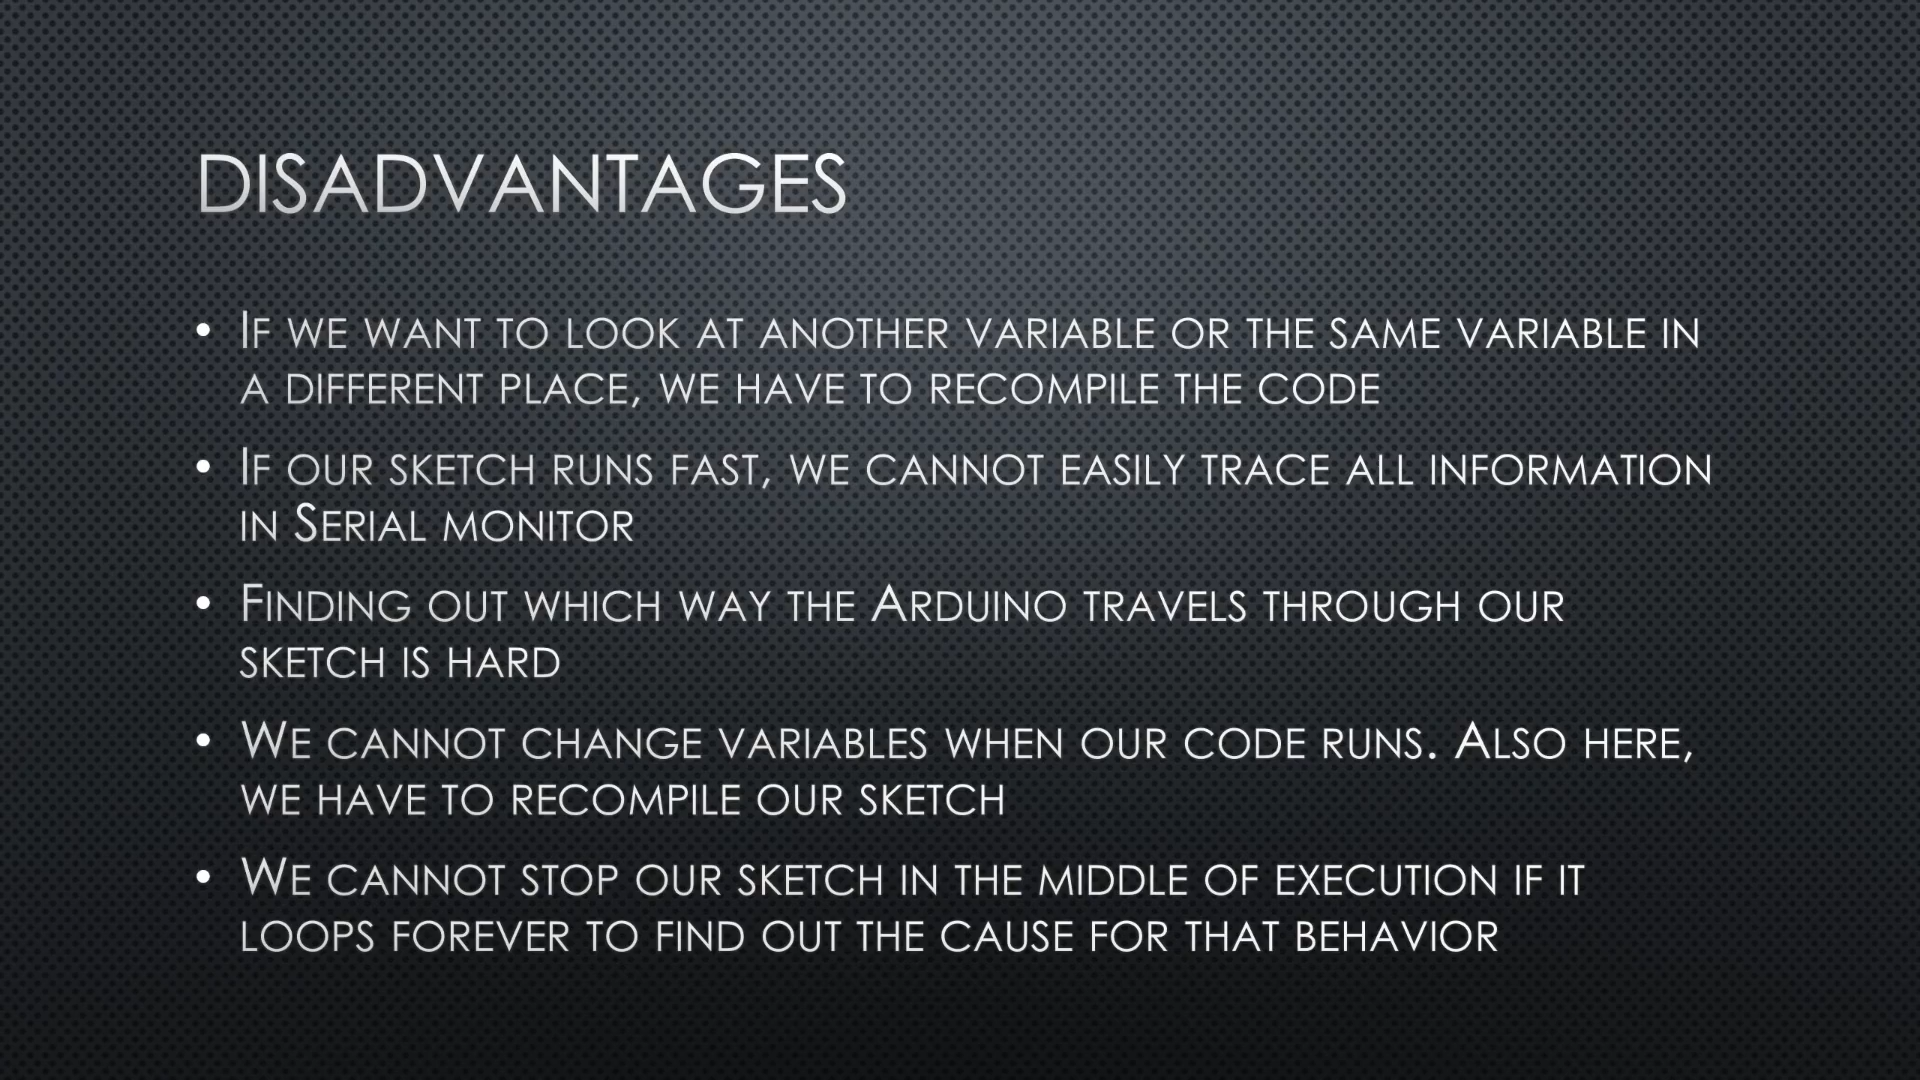 DISADVANTAGES
• If we want to look at another variable or the same variable in
a different place, we have to recompile the code
• If our sketch runs fast, we cannot easily trace all information
in Serial monitor
• Finding out which way the Arduino travels through our
sketch is hard
• We cannot change variables when our code runs. Also here,
we have to recompile our sketch
• We cannot stop our sketch in the middle of execution if it
loops forever to find out the cause for that behavior